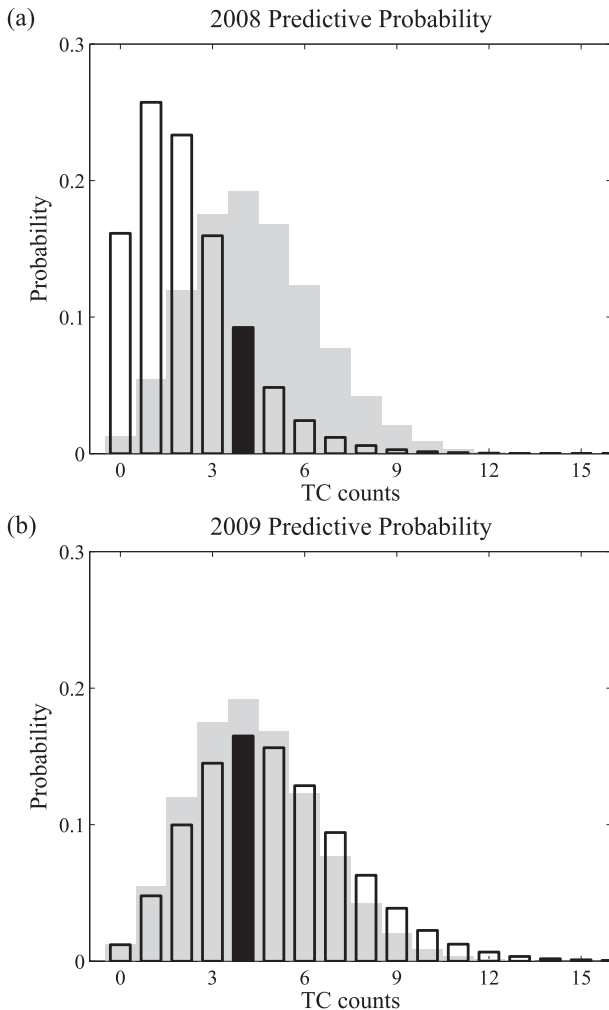 (a)
2008 Predictive Probability
0.3
0.2
Probability
0.1
0
0 3 6 9 12 15
TC counts
(b)
2009 Predictive Probability
0.3
0.2
Probability
0.1
0
0 3 6 9 12 15
TC counts